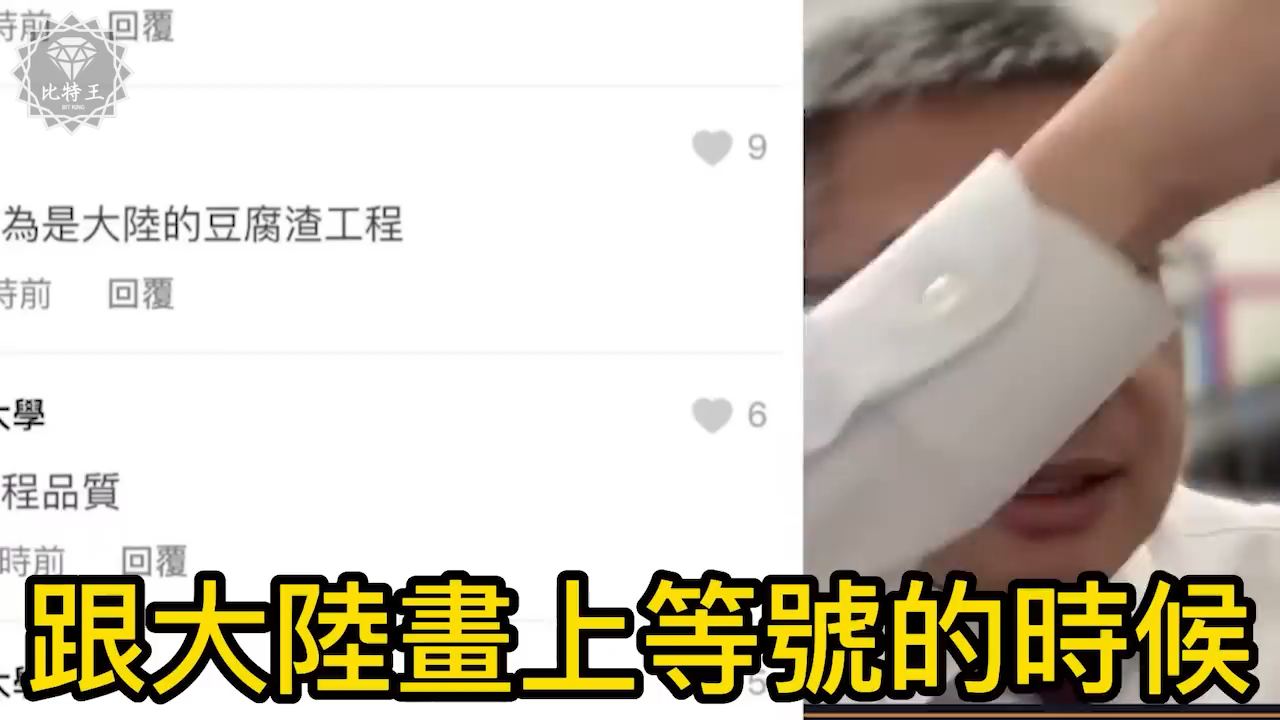 時前 回覆
比特王
BIT KING
9
為是大陸的豆腐渣工程
時前 回覆
大學
6
程品質
時前 回覆
跟大陸畫上等號的時候